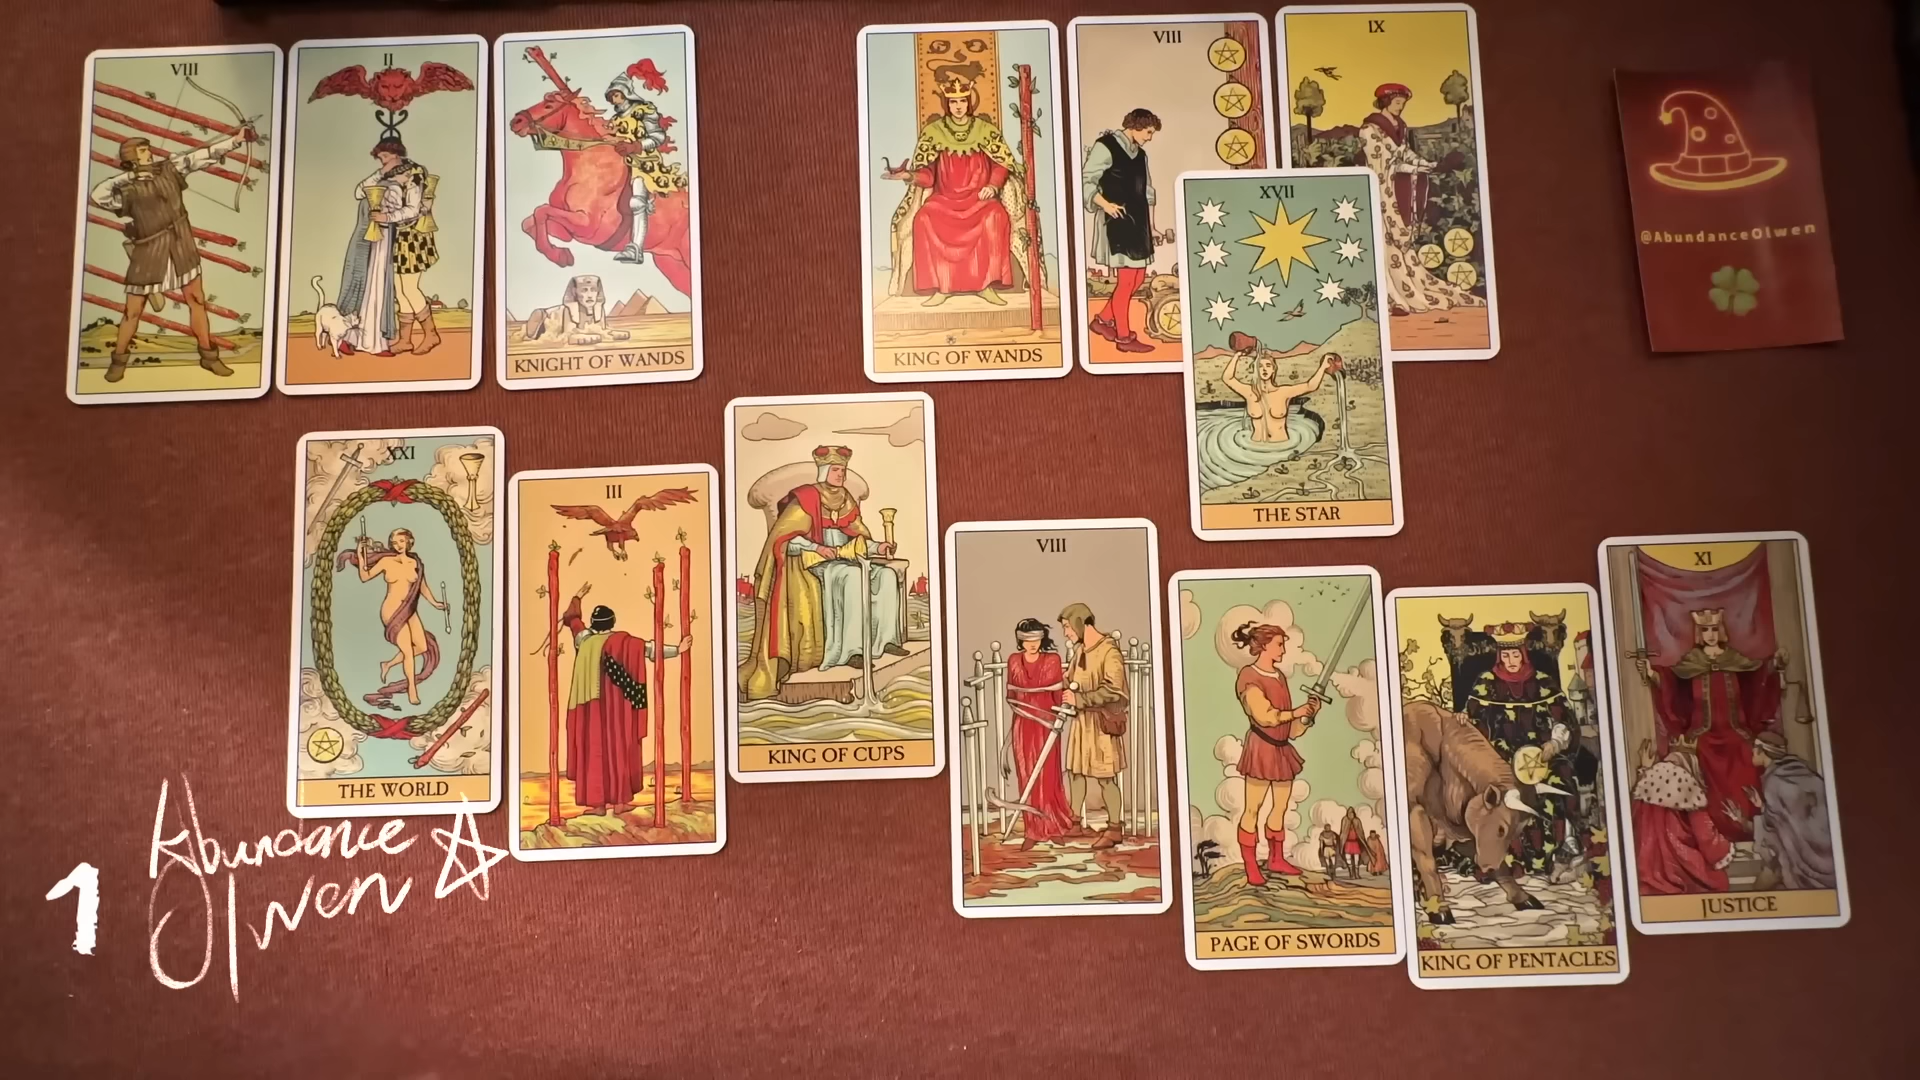 VIII
II
KNIGHT OF WANDS
KING OF WANDS
VIII
IX
XVII
THE STAR
@AbundanceOlwen
XXI
THE WORLD
III
KING OF CUPS
VIII
PAGE OF SWORDS
KING OF PENTACLES
XI
JUSTICE
1
Abundance
Olwen